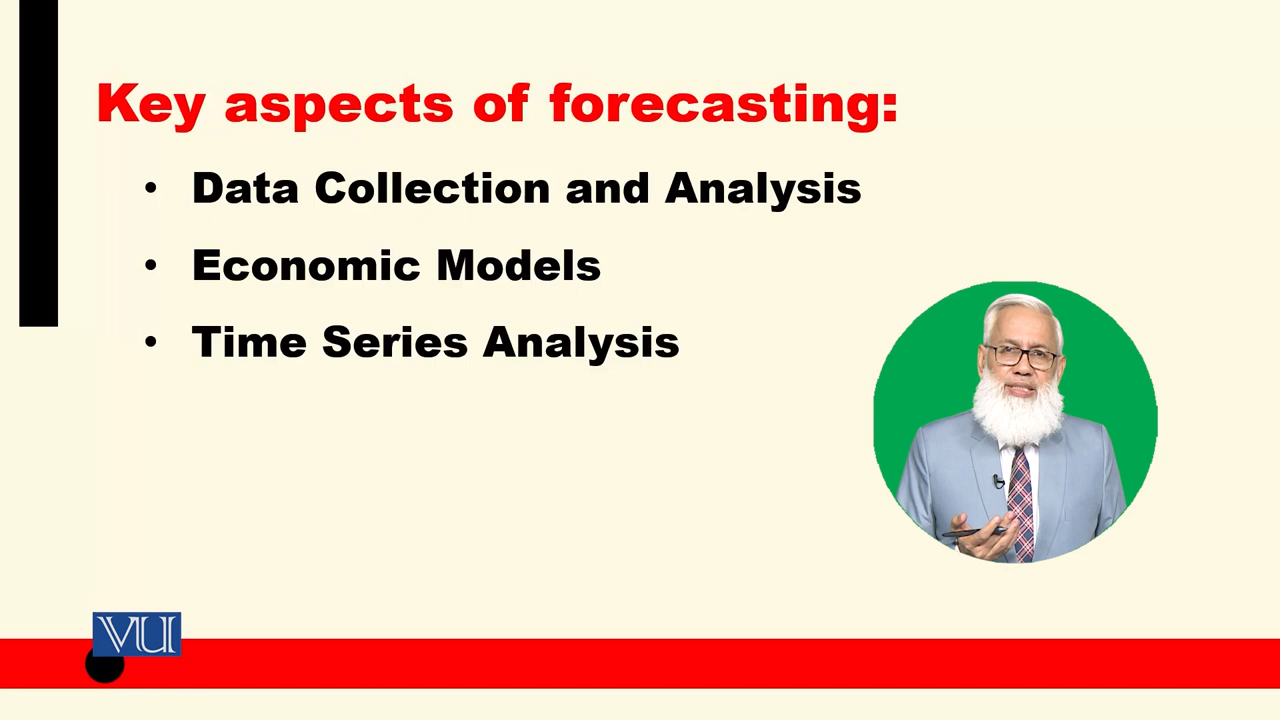 Key aspects of forecasting:
• Data Collection and Analysis
• Economic Models
• Time Series Analysis
VU